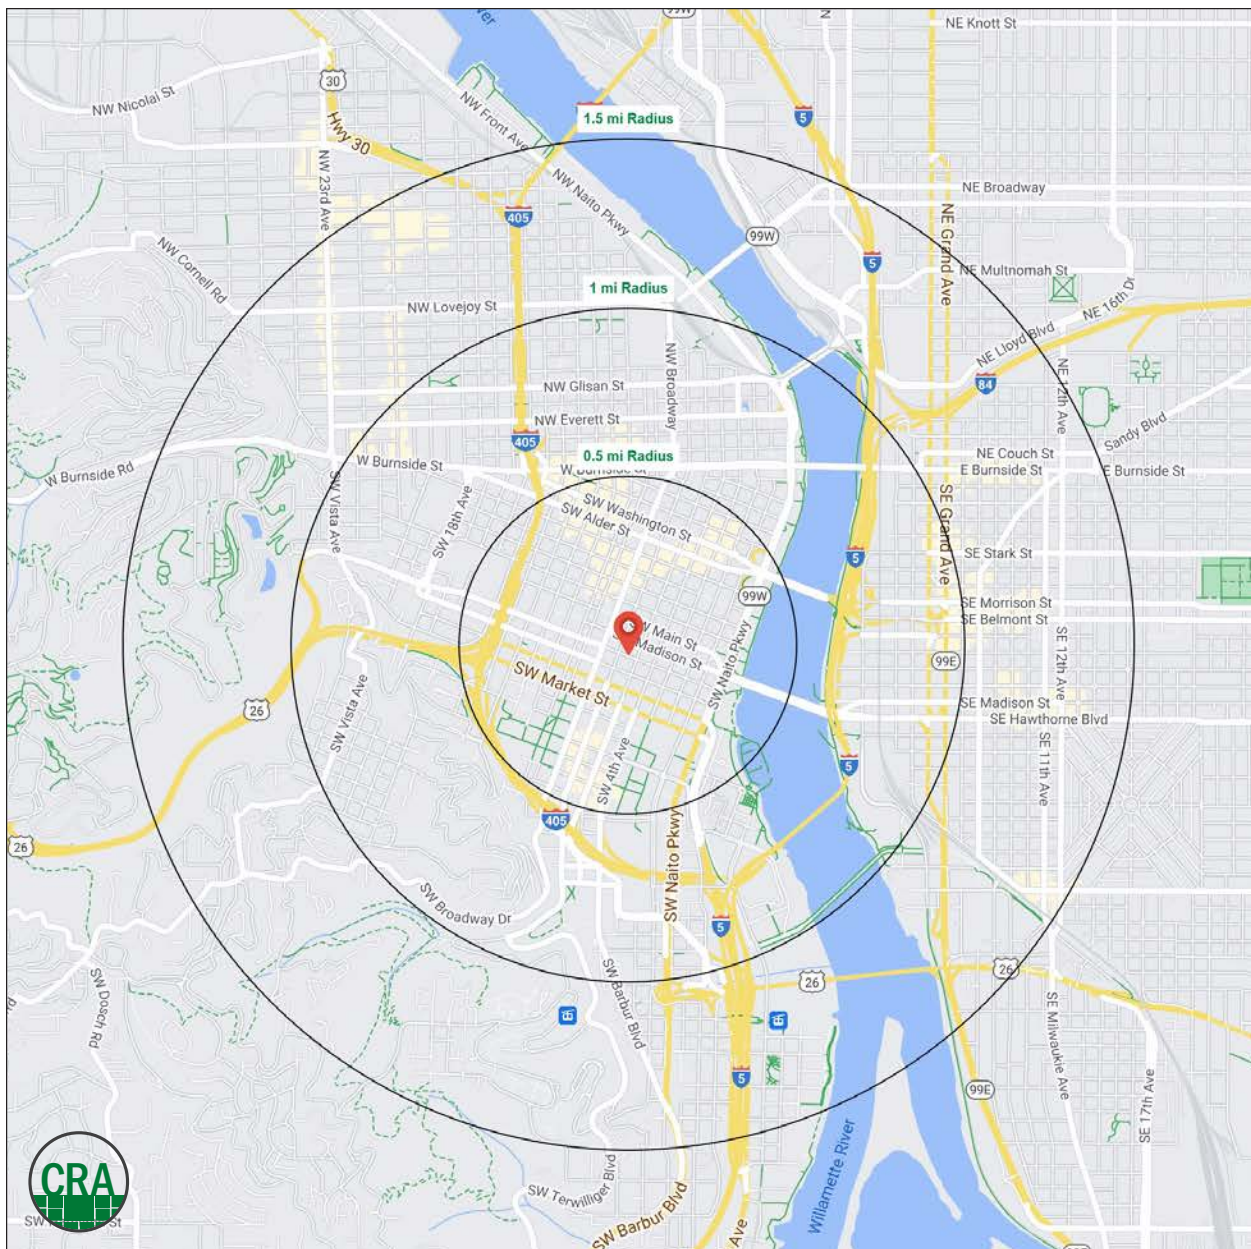 99W
River
N
NE Knott St
30
NW Nicolai St
NW Front Ave
1.5 mi Radius
5
Hwy 30
NW 23rd Ave
NW Naito Pkwy
NE Broadway
405
NE Grand Ave
99W
NW Cornell Rd
5
NE Multnomah St
1 mi Radius
NE 16th Dr
NW Lovejoy St
NE Lloyd Blvd
NW Broadway
NE 12th Ave
NW Glisan St
84
NW Everett St
Sandy Blvd
405
0.5 mi Radius
NE Couch St
W Burnside Rd
W Burnside St
W Burnside St
E Burnside St
E Burnside St
SW Vista Ave
SW 18th Ave
SW Washington St
SW Alder St
SE Grand Ave
SE Stark St
5
99W
SE Morrison St
SE Belmont St
SW Main St
Madison St
SE 12th Ave
99E
SW Market St
SW Naito Pkwy
26
SW Vista Ave
SE Madison St
SE Hawthorne Blvd
SW 4th Ave
SE 11th Ave
5
405
26
SW Naito Pkwy
SW Broadway Dr
5
26
26
SW Dosch Rd
SW Barbur Blvd
SE Milwaukie Ave
5
99E
SE 17th Ave
CRA
SW Terwilliger Blvd
Willamette River
SW Barbur Blvd
Ave